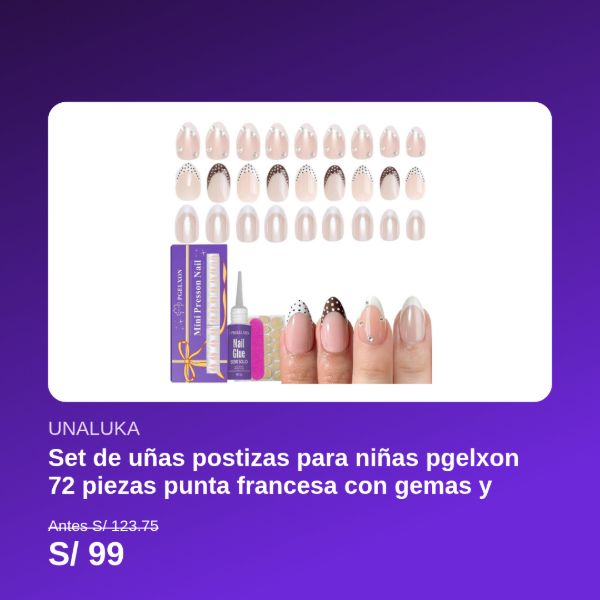 PGELXON
Mini Presson Nail
Nail
Glue
UNALUKA
Set de uñas postizas para niñas pgelxon
72 piezas punta francesa con gemas y
Antes S/ 123.75
S/ 99